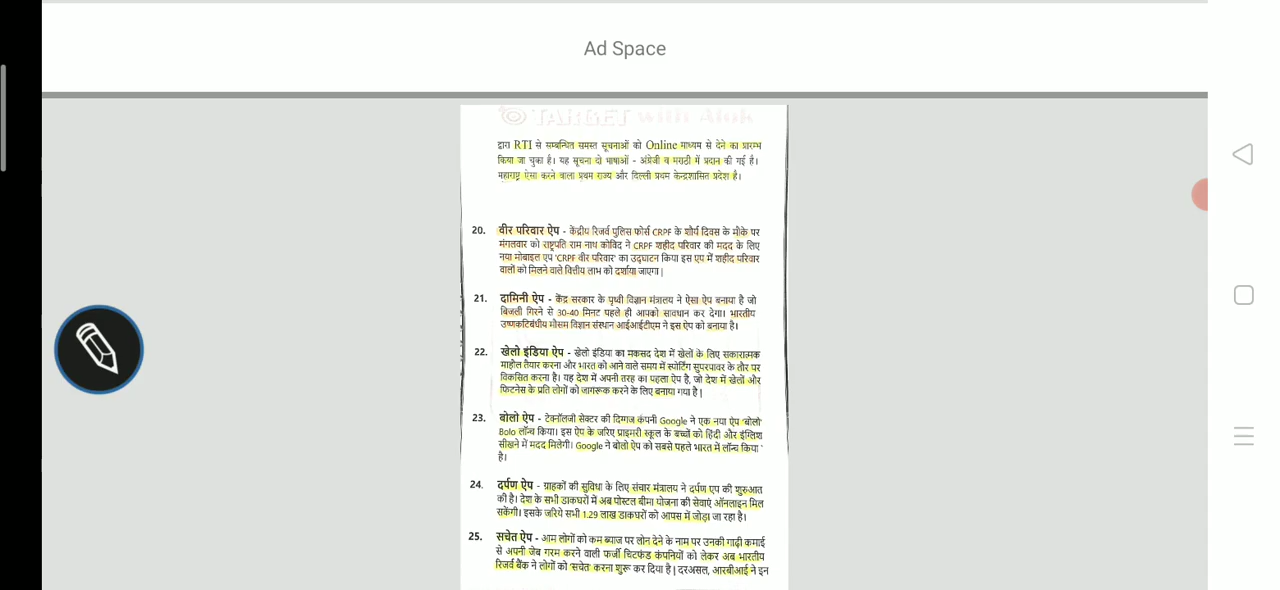 Ad Space
TARGET with Alok
द्वारा RTI से सम्बन्धित समस्त सूचनाओं को Online माध्यम से देने का प्रारम्भ
किया जा चुका है। यह सूचना दो भाषाओं - अंग्रेजी व मराठी में प्रदान की गई है।
महाराष्ट्र ऐसा करने वाला प्रथम राज्य और दिल्ली प्रथम केन्द्रशासित प्रदेश है।
20. वीर परिवार ऐप - केंद्रीय रिजर्व पुलिस फोर्स CRPF के शौर्य दिवस के मौके पर
मंगलवार को राष्ट्रपति राम नाथ कोविद ने CRPF शहीद परिवार की मदद के लिए
नया मोबाइल एप 'CRPF वीर परिवार' का उद्घाटन किया इस एप में शहीद परिवार
वालों को मिलने वाले वित्तीय लाभ को दर्शाया जाएगा|
21. दामिनी ऐप - केंद्र सरकार के पृथ्वी विज्ञान मंत्रालय ने ऐसा ऐप बनाया है जो
बिजली गिरने से 30-40 मिनट पहले ही आपको सावधान कर देगा। भारतीय
उष्णकटिबंधीय मौसम विज्ञान संस्थान आईआईटीएम ने इस ऐप को बनाया है।
22. खेलो इंडिया ऐप - खेलो इंडिया का मकसद देश में खेलों के लिए सकारात्मक
माहोल तैयार करना और भारत को आने वाले समय में स्पोर्टिंग सुपरपावर के तौर पर
विकसित करना है। यह देश में अपनी तरह का पहला ऐप है, जो देश में खेलों और
फिटनेस के प्रति लोगों को जागरूक करने के लिए बनाया गया है|
23. बोलो ऐप - टेक्नॉलजी सेक्टर की दिग्गज कंपनी Google ने एक नया ऐप 'बोलो'
Bolo लॉन्च किया। इस ऐप के जरिए प्राइमरी स्कूल के बच्चों को हिंदी और इंग्लिश
सीखने में मदद मिलेगी। Google ने बोलो ऐप को सबसे पहले भारत में लॉन्च किया
है।
24. दर्पण ऐप - ग्राहकों की सुविधा के लिए संचार मंत्रालय ने दर्पण एप की शुरुआत
की है। देश के सभी डाकघरों में अब पोस्टल बीमा योजना की सेवाएं ऑनलाइन मिल
सकेंगी। इसके जरिये सभी 1.29 लाख डाकघरों को आपस में जोड़ा जा रहा है।
25. सचेत ऐप - आम लोगों को कम ब्याज पर लोन देने के नाम पर उनकी गाढ़ी कमाई
से अपनी जेब गरम करने वाली फर्जी चिटफंड कंपनियों को लेकर अब भारतीय
रिजर्व बैंक ने लोगों को 'सचेत' करना शुरू कर दिया है| दरअसल, आरबीआई ने इन